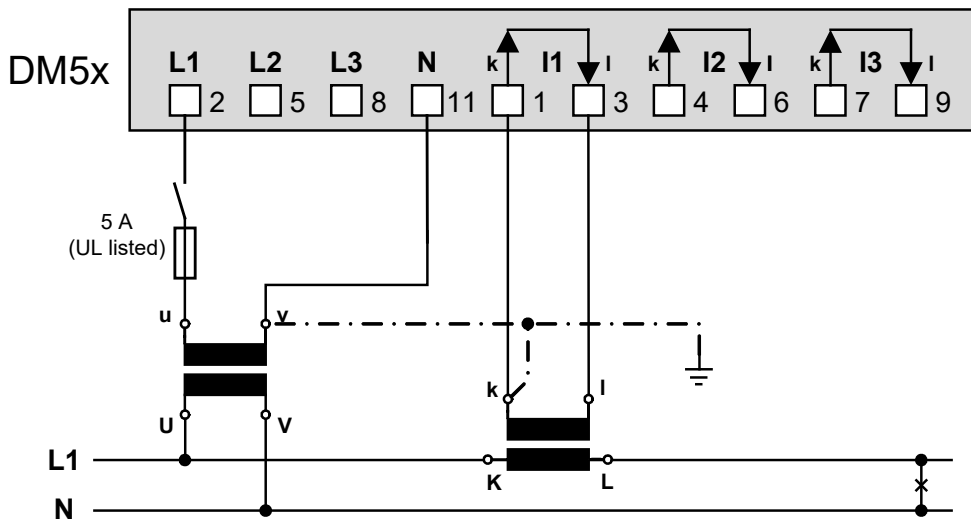 DM5x
L1 L2 L3 N k I1 l k I2 l k I3 l
2 5 8 11 1 3 4 6 7 9
5 A
(UL listed)
u v
k l
U V
L1
K L
N